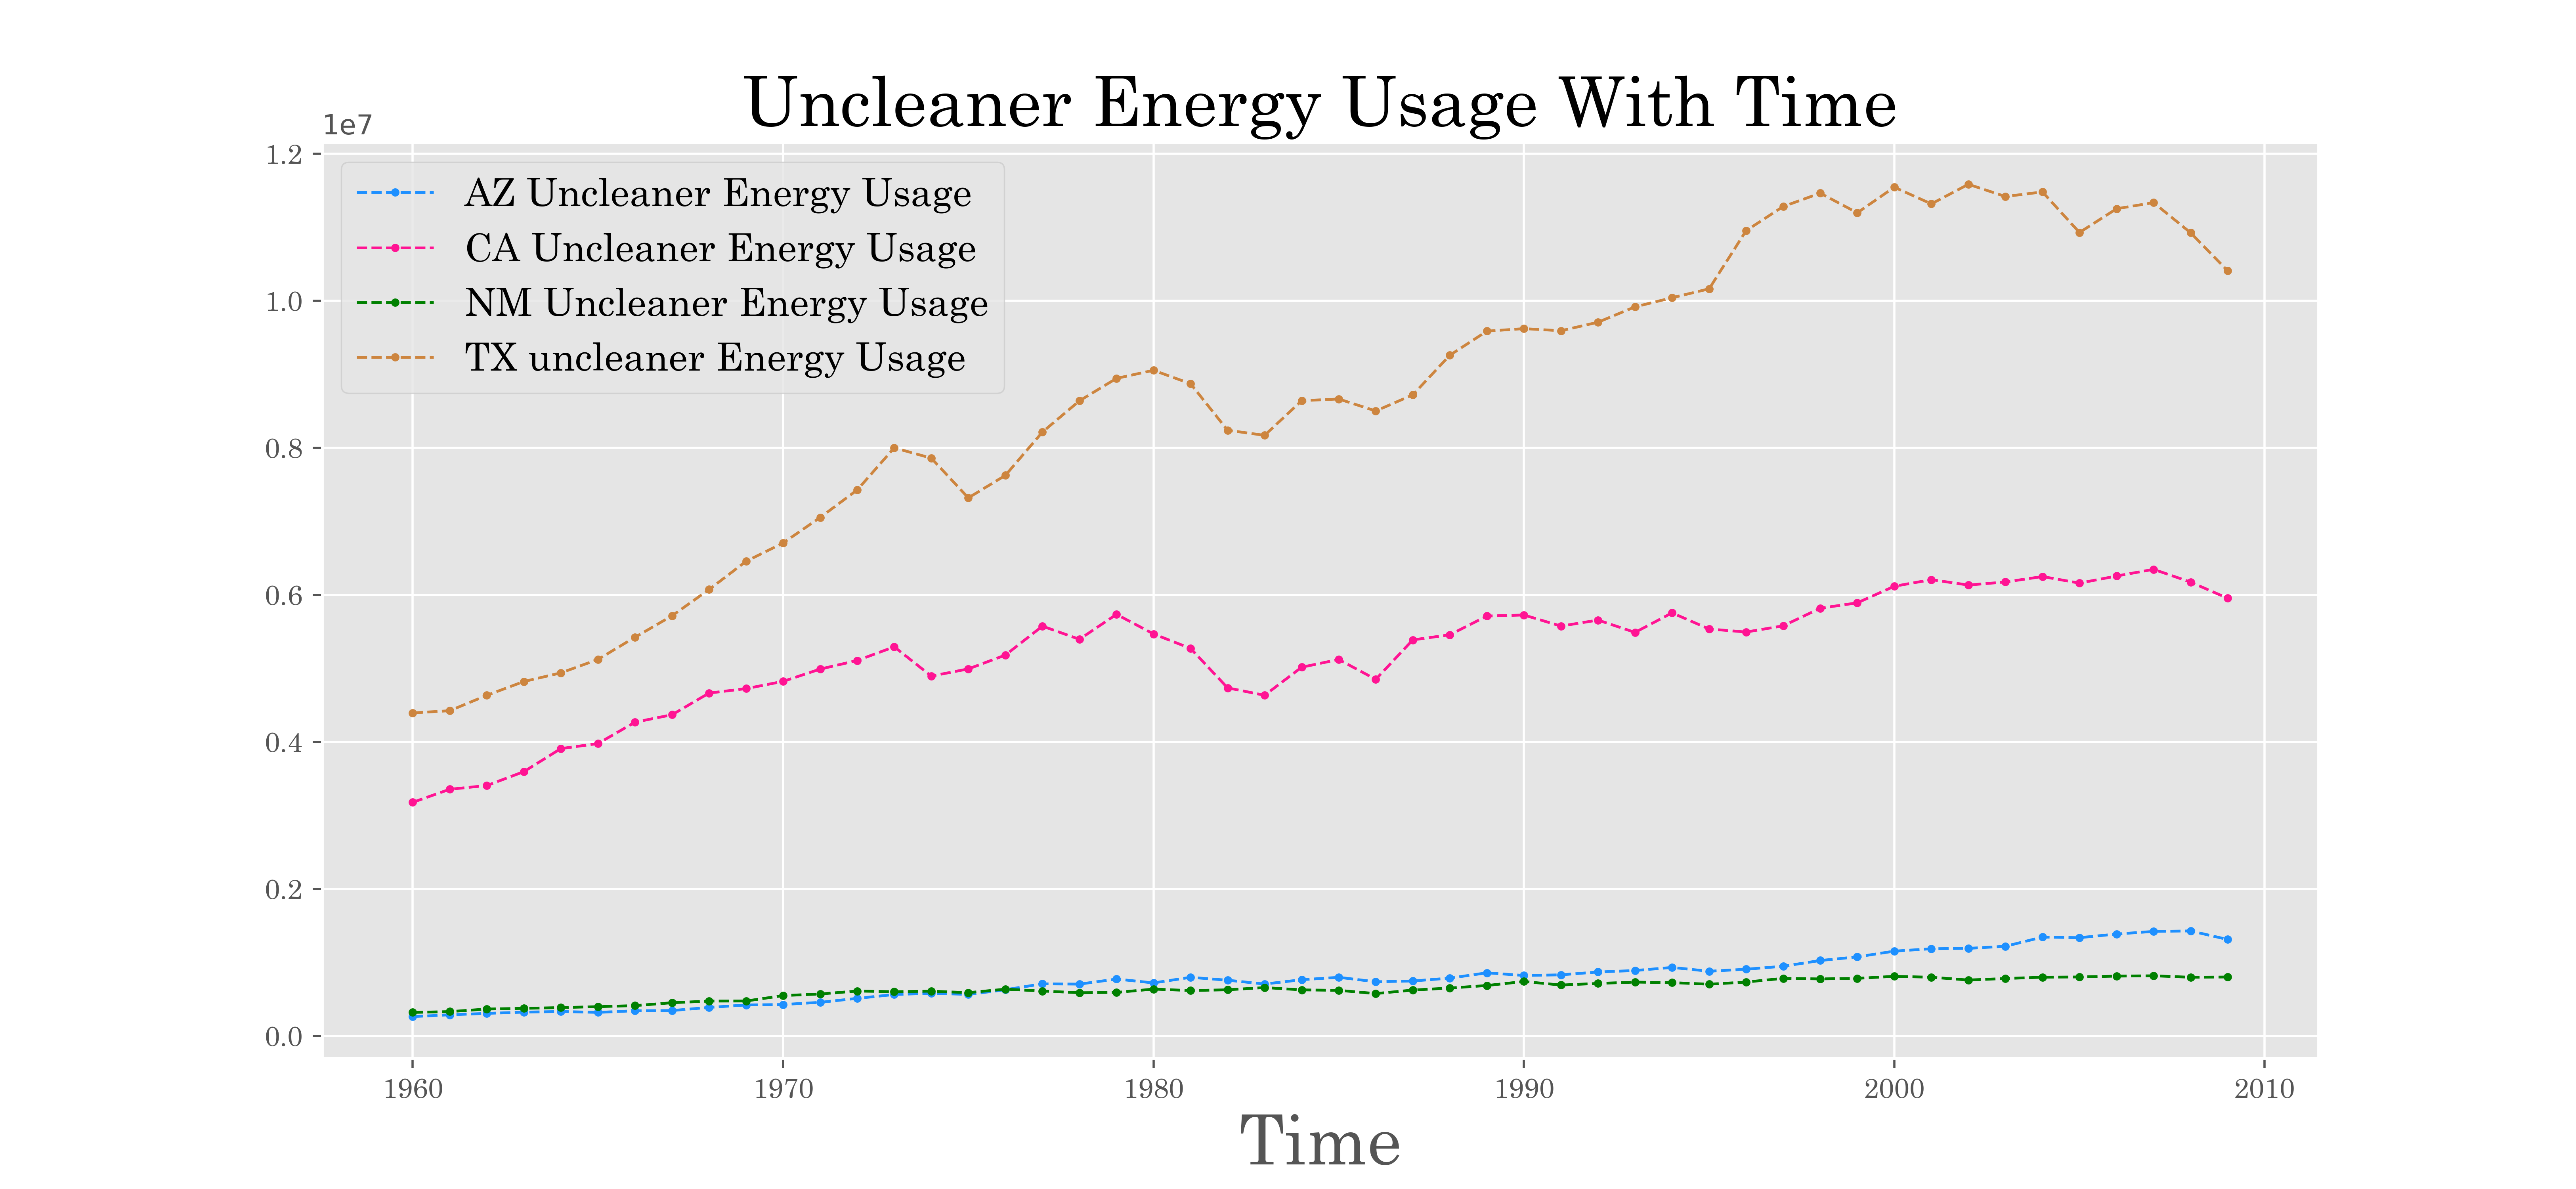 Uncleaner Energy Usage With Time
1e7
1.2
1.0
0.8
0.6
0.4
0.2
0.0
AZ Uncleaner Energy Usage
CA Uncleaner Energy Usage
NM Uncleaner Energy Usage
TX uncleaner Energy Usage
1960 1970 1980 1990 2000 2010
Time